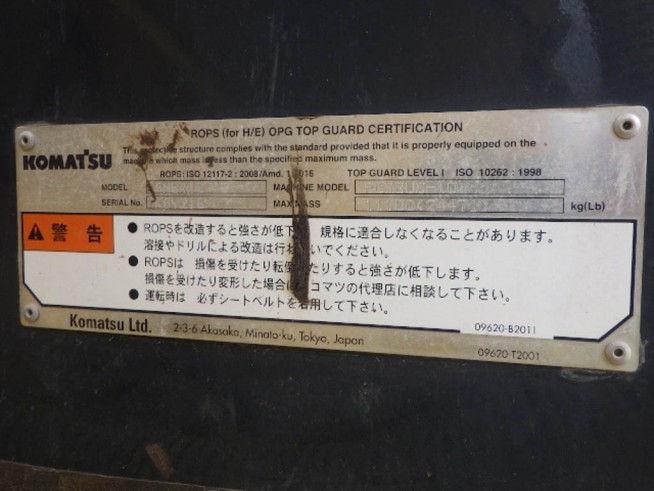 ROPS (for H/E) OPG TOP GUARD CERTIFICATION
KOMATSU
This protective structure complies with the standard provided that it is properly equipped on the
machine which mass is less than the specified maximum mass.
ROPS: ISO 12117-2 : 2008/Amd. 1 : 2016 TOP GUARD LEVEL I ISO 10262 : 1998
MODEL MACHINE MODEL
SERIAL No. MAX MASS kg(Lb)
警告
● ROPSを改造すると強さが低下し 規格に適合しなくなることがあります。
溶接やドリルによる改造は行わないでください。
● ROPSは 損傷を受けたり転倒したりすると強さが低下します。
損傷を受けたり変形した場合は コマツの代理店に相談して下さい。
● 運転時は 必ずシートベルトを着用して下さい。
09620-B2011
Komatsu Ltd. 2-3-6 Akasaka, Minato-ku, Tokyo, Japan
09620-T2001